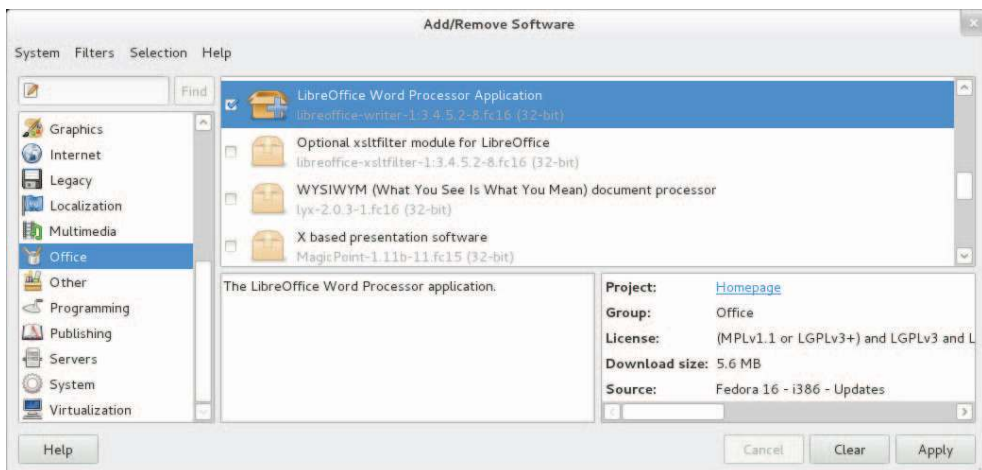 Add/Remove Software
System Filters Selection Help
Find
Graphics
Internet
Legacy
Localization
Multimedia
Office
Other
Programming
Publishing
Servers
System
Virtualization
LibreOffice Word Processor Application
libreoffice-writer-1:3.4.5.2-8.fc16 (32-bit)
Optional xsltfilter module for LibreOffice
libreoffice-xsltfilter-1:3.4.5.2-8.fc16 (32-bit)
WYSIWYM (What You See Is What You Mean) document processor
lyx-2.0.3-1.fc16 (32-bit)
X based presentation software
MagicPoint-1.11b-11.fc15 (32-bit)
The LibreOffice Word Processor application.
Project: Homepage
Group: Office
License: (MPLv1.1 or LGPLv3+) and LGPLv3 and L
Download size: 5.6 MB
Source: Fedora 16 - i386 - Updates
Help
Cancel
Clear
Apply